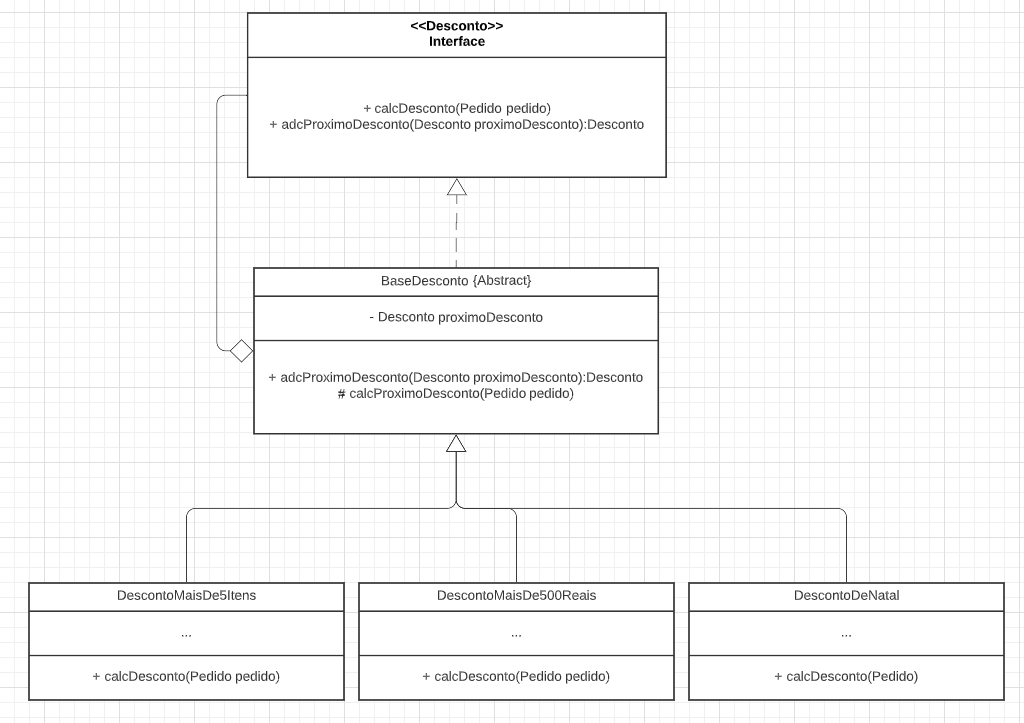 <<Desconto>>
Interface
+ calcDesconto(Pedido pedido)
+ adcProximoDesconto(Desconto proximoDesconto):Desconto
BaseDesconto {Abstract}
- Desconto proximoDesconto
+ adcProximoDesconto(Desconto proximoDesconto):Desconto
# calcProximoDesconto(Pedido pedido)
DescontoMaisDe5Itens
...
+ calcDesconto(Pedido pedido)
DescontoMaisDe500Reais
...
+ calcDesconto(Pedido pedido)
DescontoDeNatal
...
+ calcDesconto(Pedido)